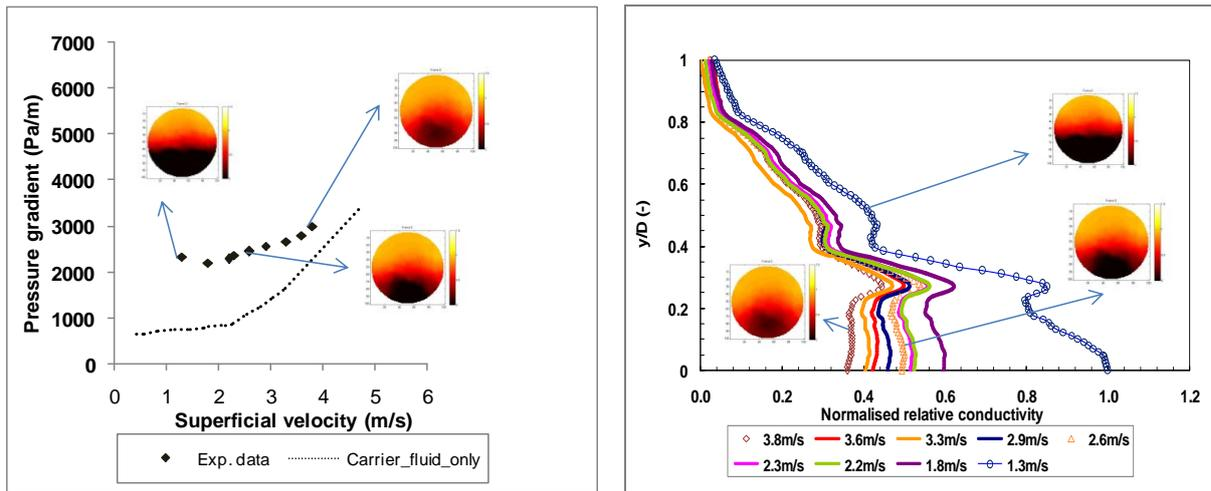 7000
6000
5000
4000
3000
2000
1000
0
Pressure gradient (Pa/m)
0 1 2 3 4 5 6
Superficial velocity (m/s)
Exp. data Carrier_fluid_only
1
0.8
0.6
0.4
0.2
0
y/D (-)
0.0 0.2 0.4 0.6 0.8 1.0 1.2
Normalised relative conductivity
3.8m/s 3.6m/s 3.3m/s 2.9m/s 2.6m/s
2.3m/s 2.2m/s 1.8m/s 1.3m/s